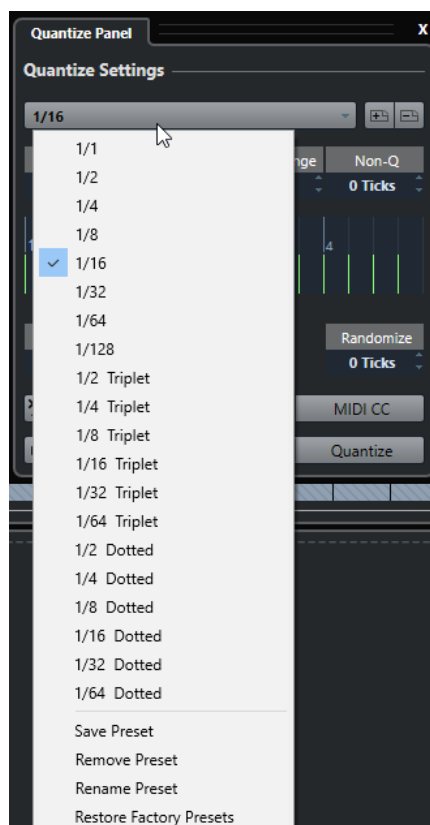 Quantize Panel X
Quantize Settings
1/16
1/1
nge Non-Q
1/2
0 Ticks
1/4
1/8
4
1/16
1/32
1/64
Randomize
1/128
0 Ticks
1/2 Triplet
1/4 Triplet
MIDI CC
1/8 Triplet
Quantize
1/16 Triplet
1/32 Triplet
1/64 Triplet
1/2 Dotted
1/4 Dotted
1/8 Dotted
1/16 Dotted
1/32 Dotted
1/64 Dotted
Save Preset
Remove Preset
Rename Preset
Restore Factory Presets